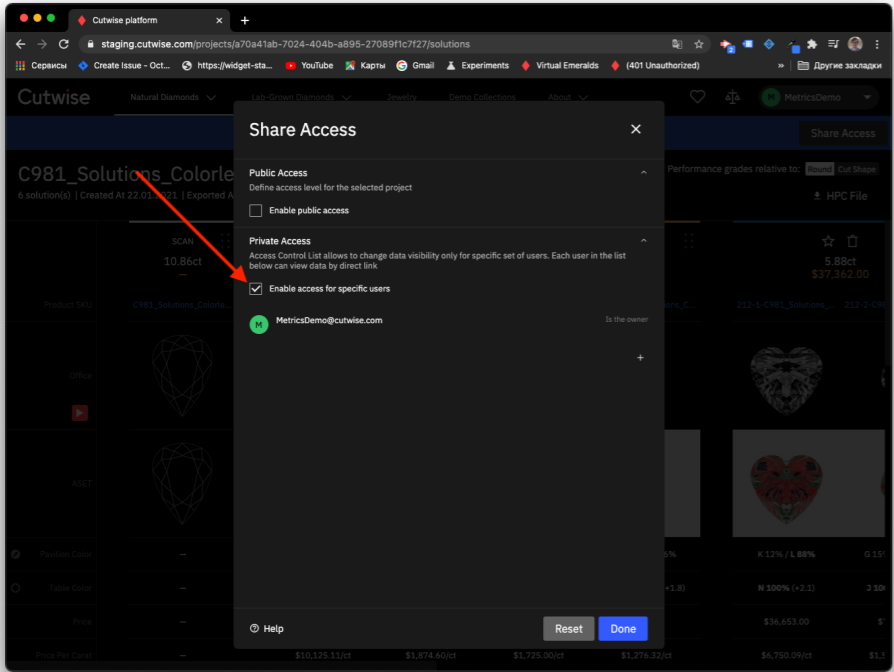 Cutwise platform
staging.cutwise.com/projects/a70a41ab-7024-404b-a895-27089f1c7f27/solutions
Сервисы
Create Issue - Oct...
https://widget-sta...
YouTube
Карты
Gmail
Experiments
Virtual Emeralds
(401 Unauthorized)
»
Другие закладки
Cutwise
Natural Diamonds
Lab-Grown Diamonds
Jewelry
Demo Collections
About
M
MetricsDemo
Share Access
C981_Solutions_Colorle
6 solution(s) | Created At 22.01.2021 | Exported A
Performance grades relative to: Round Cut Shape
HPC File
Share Access
Public Access
Define access level for the selected project
Enable public access
Private Access
Access Control List allows to change data visibility only for specific set of users. Each user in the list
below can view data by direct link
Enable access for specific users
M
MetricsDemo@cutwise.com
Is the owner
+
Help
Reset
Done
SCAN
10.86ct
5.88ct
$37,362.00
Product SKU
C981_Solutions_Colorle...
212-1-C981_Solutions_...
Office
ASET
Pavilion Color
–
K 12% / L 88%
Table Color
–
+1.8)
N 100% (+2.1)
Price
–
$36,653.00
Price Per Carat
–
$10,125.11/ct
$1,874.60/ct
$1,725.00/ct
$1,276.32/ct
$6,750.09/ct